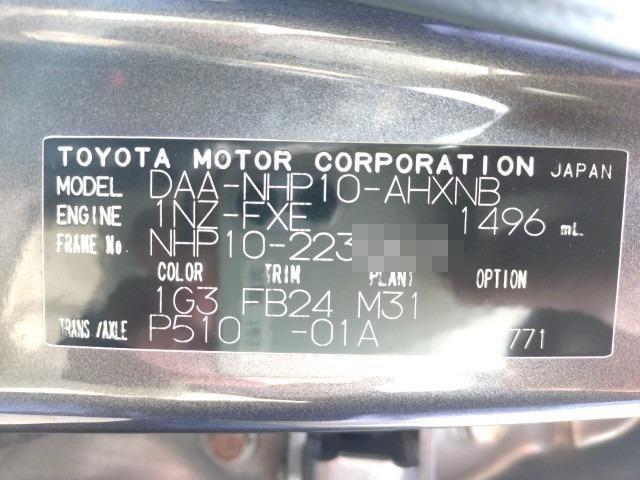 TOYOTA MOTOR CORPORATION JAPAN
MODEL DAA-NHP10-AHXNB
ENGINE 1NZ-FXE 1496 mL.
FRAME No NHP10-223
COLOR TRIM PLANT OPTION
1G3 FB24 M31
TRANS/AXLE P510 -01A 771